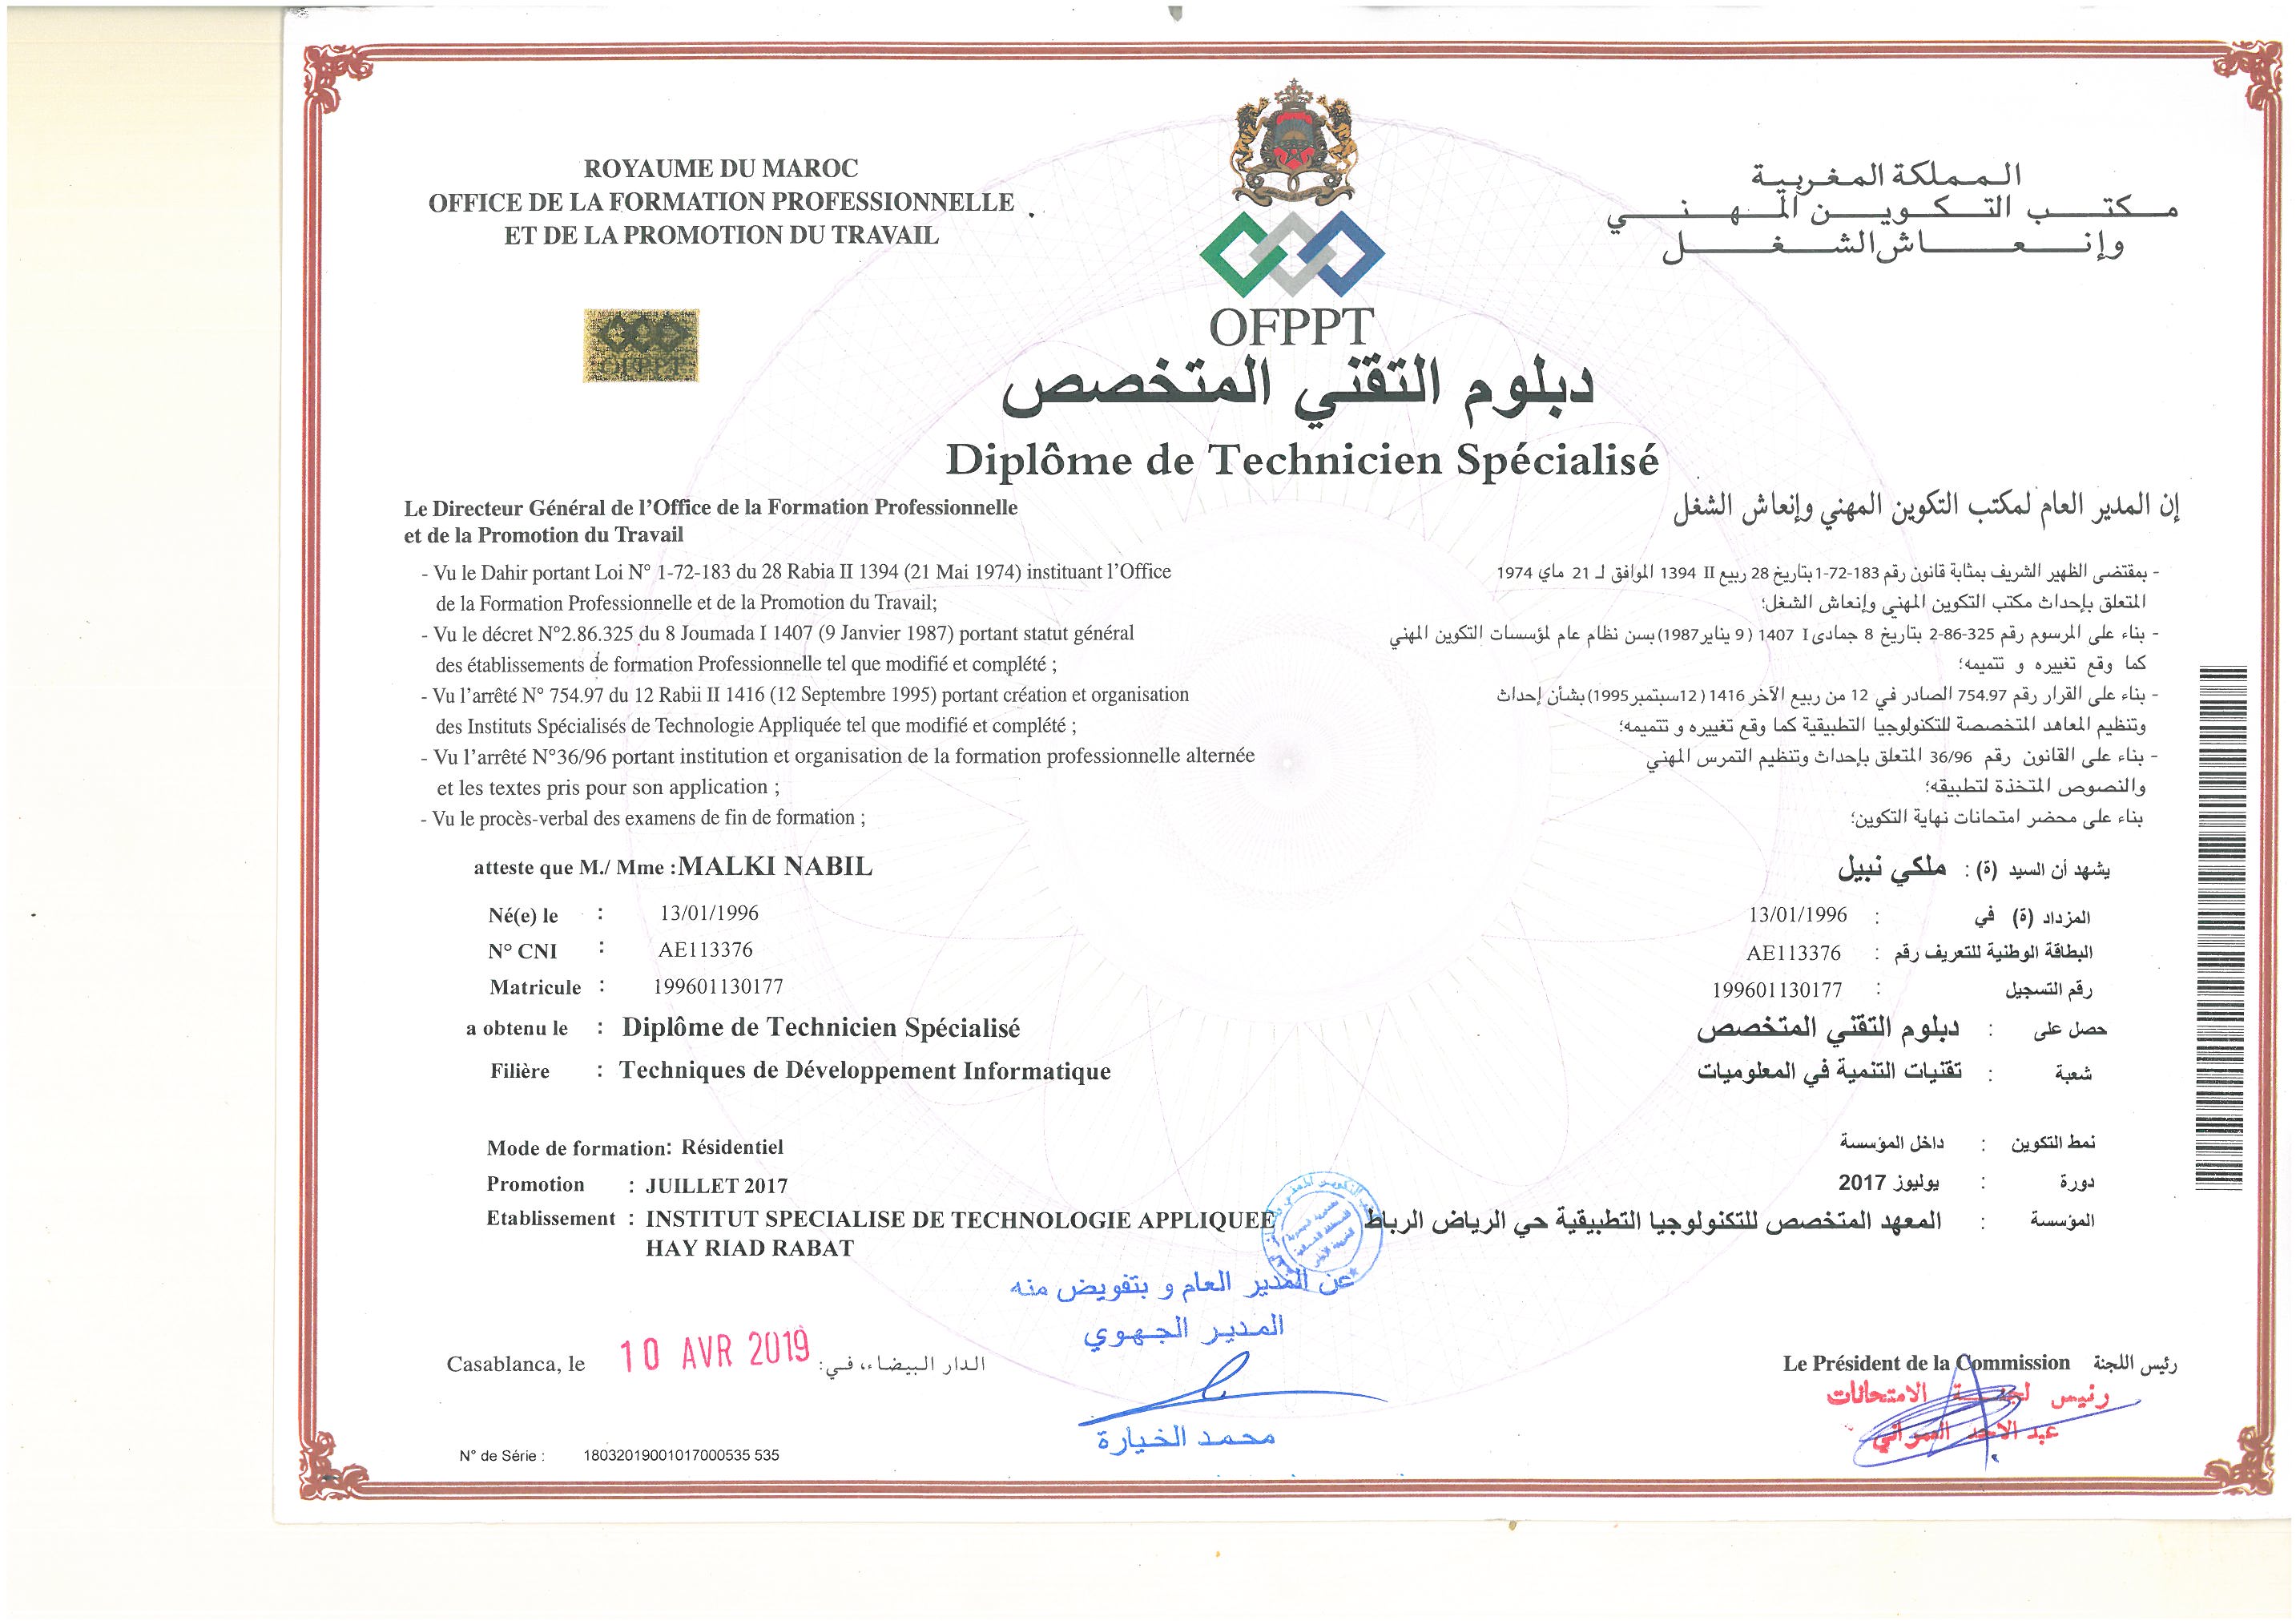 ROYAUME DU MAROC
OFFICE DE LA FORMATION PROFESSIONNELLE
ET DE LA PROMOTION DU TRAVAIL
المملكة المغربية
مكتب التكوين المهني
وإنعاش الشغل
OFPPT
OFPPT
دبلوم التقني المتخصص
Diplôme de Technicien Spécialisé
Le Directeur Général de l'Office de la Formation Professionnelle
et de la Promotion du Travail
- Vu le Dahir portant Loi N° 1-72-183 du 28 Rabia II 1394 (21 Mai 1974) instituant l'Office
de la Formation Professionnelle et de la Promotion du Travail;
- Vu le décret N°2.86.325 du 8 Joumada I 1407 (9 Janvier 1987) portant statut général
des établissements de formation Professionnelle tel que modifié et complété ;
- Vu l'arrêté N° 754.97 du 12 Rabii II 1416 (12 Septembre 1995) portant création et organisation
des Instituts Spécialisés de Technologie Appliquée tel que modifié et complété ;
- Vu l'arrêté N°36/96 portant institution et organisation de la formation professionnelle alternée
et les textes pris pour son application ;
- Vu le procès-verbal des examens de fin de formation ;
إن المدير العام لمكتب التكوين المهني وإنعاش الشغل
- بمقتضى الظهير الشريف بمثابة قانون رقم 183-72-1 بتاريخ 28 ربيع II 1394 الموافق لـ 21 ماي 1974
المتعلق بإحداث مكتب التكوين المهني وإنعاش الشغل؛
- بناء على المرسوم رقم 325-86-2 بتاريخ 8 جمادى I 1407 (9 يناير 1987) بسن نظام عام لمؤسسات التكوين المهني
كما وقع تغييره و تتميمه؛
- بناء على القرار رقم 754.97 الصادر في 12 من ربيع الآخر 1416 (12 سبتمبر 1995) بشأن إحداث
وتنظيم المعاهد المتخصصة للتكنولوجيا التطبيقية كما وقع تغييره و تتميمه؛
- بناء على القانون رقم 36/96 المتعلق بإحداث وتنظيم التمرس المهني
والنصوص المتخذة لتطبيقه؛
بناء على محضر امتحانات نهاية التكوين؛
atteste que M./ Mme : MALKI NABIL
Né(e) le : 13/01/1996
N° CNI : AE113376
Matricule : 199601130177
a obtenu le : Diplôme de Technicien Spécialisé
Filière : Techniques de Développement Informatique
Mode de formation: Résidentiel
Promotion : JUILLET 2017
Etablissement : INSTITUT SPECIALISE DE TECHNOLOGIE APPLIQUEE
HAY RIAD RABAT
يشهد أن السيد (ة) : ملكي نبيل
المزداد (ة) في : 13/01/1996
البطاقة الوطنية للتعريف رقم : AE113376
رقم التسجيل : 199601130177
حصل على : دبلوم التقني المتخصص
شعبة : تقنيات التنمية في المعلوميات
نمط التكوين : داخل المؤسسة
دورة : يوليوز 2017
المؤسسة : المعهد المتخصص للتكنولوجيا التطبيقية حي الرياض الرباط
عن المدير العام و بتفويض منه
المدير الجهوي
محمد الخيارة
Casablanca, le 10 AVR 2019 الدار البيضاء، في:
Le Président de la Commission رئيس اللجنة
رئيس لجنة الامتحانات
عبد الاحد العمراني
N° de Série : 18032019001017000535 535